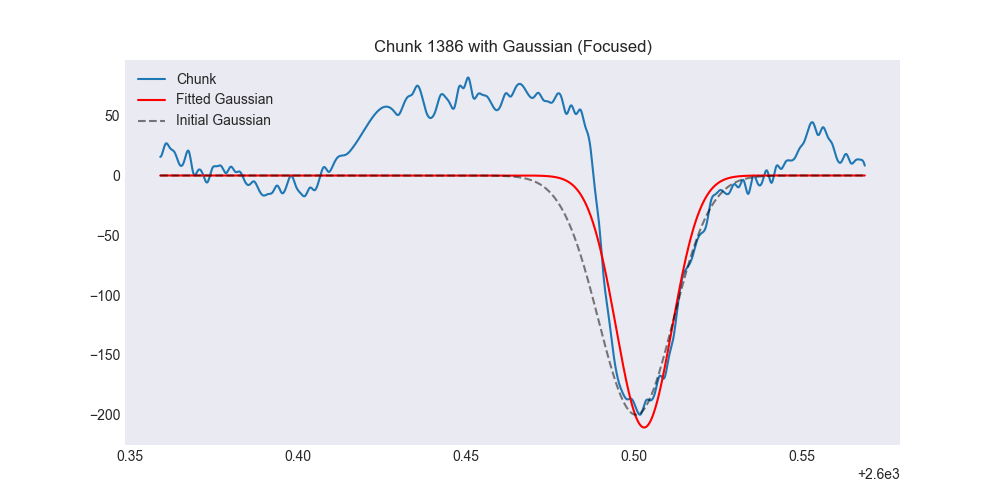 Chunk 1386 with Gaussian (Focused)
Chunk
Fitted Gaussian
Initial Gaussian
50
0
−50
−100
−150
−200
0.35 0.40 0.45 0.50 0.55
+2.6e3